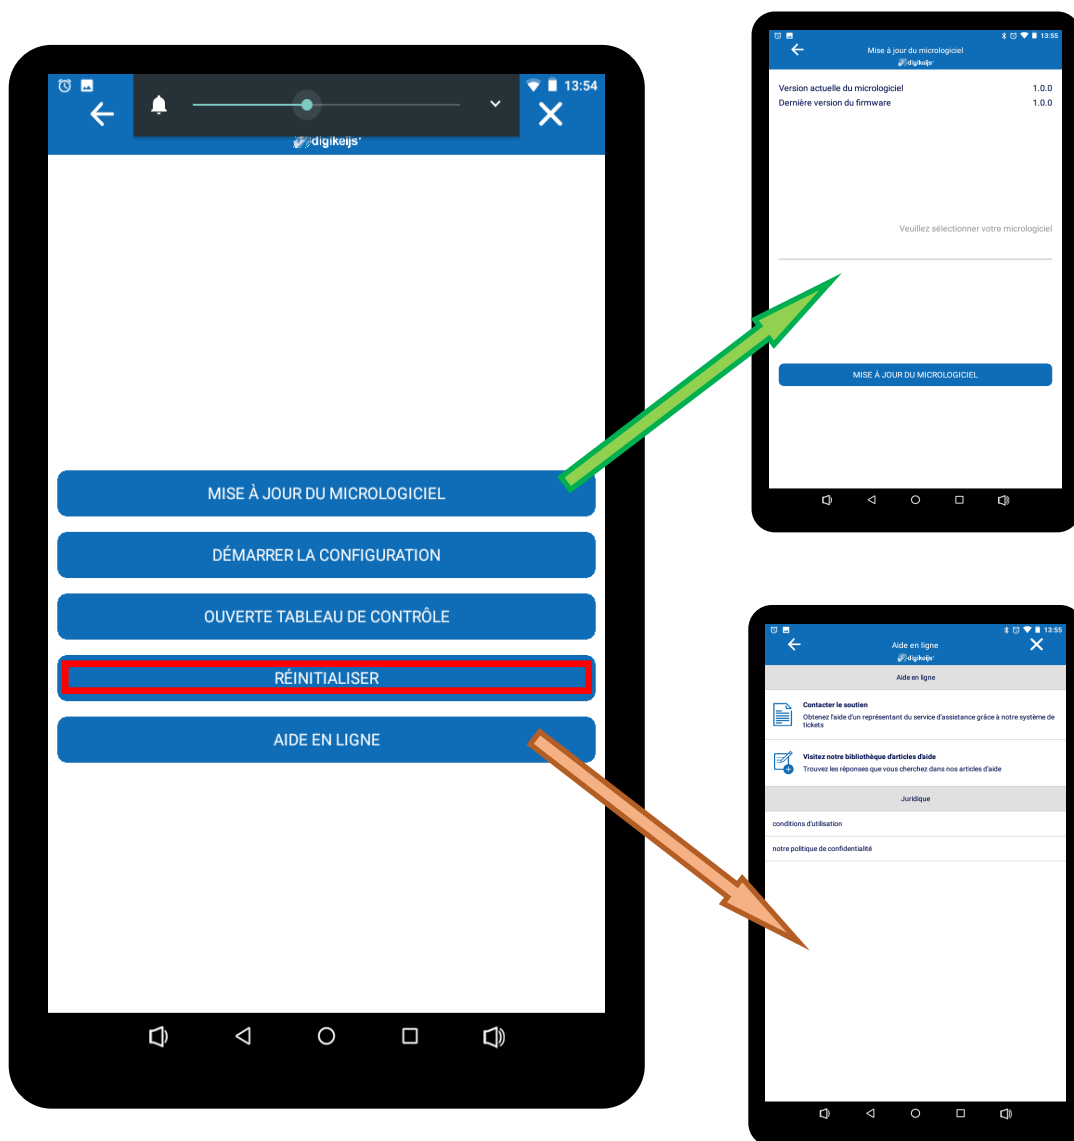 13:54
digikeijs
MISE À JOUR DU MICROLOGICIEL
DÉMARRER LA CONFIGURATION
OUVERTE TABLEAU DE CONTRÔLE
RÉINITIALISER
AIDE EN LIGNE
13:55
Mise à jour du micrologiciel
digikeijs
Version actuelle du micrologiciel 1.0.0
Dernière version du firmware 1.0.0
Veuillez sélectionner votre micrologiciel
MISE À JOUR DU MICROLOGICIEL
13:55
Aide en ligne
digikeijs
Aide en ligne
Contacter le soutien
Obtenez l'aide d'un représentant du service d'assistance grâce à notre système de
tickets
Visitez notre bibliothèque d'articles d'aide
Trouvez les réponses que vous cherchez dans nos articles d'aide
Juridique
conditions d'utilisation
notre politique de confidentialité